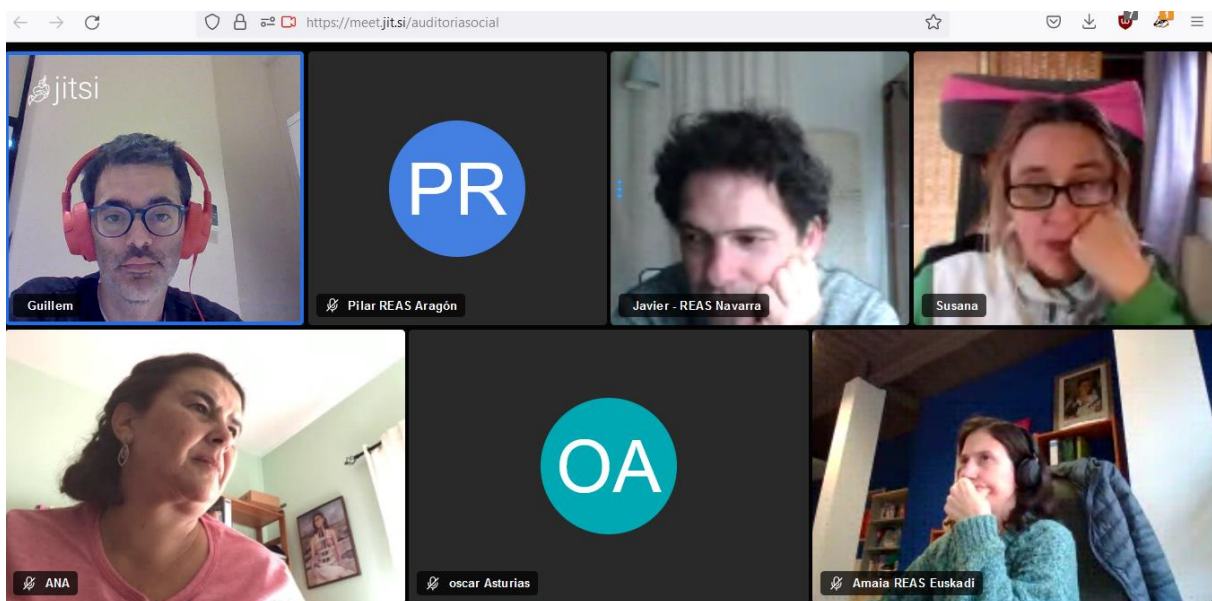 https://meet.jit.si/auditoriasocial
jitsi
PR
Guillem
Pilar REAS Aragón
Javier - REAS Navarra
Susana
OA
ANA
oscar Asturias
Amaia REAS Euskadi